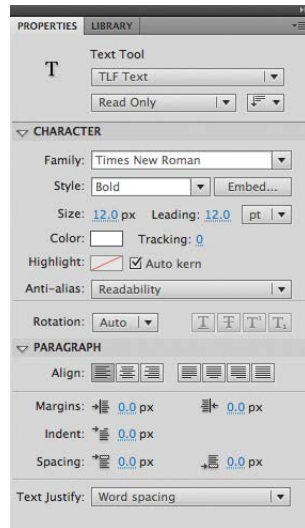 PROPERTIES LIBRARY
Text Tool
T
TLF Text
Read Only
CHARACTER
Family: Times New Roman
Style: Bold Embed...
Size: 12.0 px Leading: 12.0 pt
Color: Tracking: 0
Highlight: Auto kern
Anti-alias: Readability
Rotation: Auto T T T¹ T₁
PARAGRAPH
Align:
Margins: 0.0 px 0.0 px
Indent: 0.0 px
Spacing: 0.0 px 0.0 px
Text Justify: Word spacing